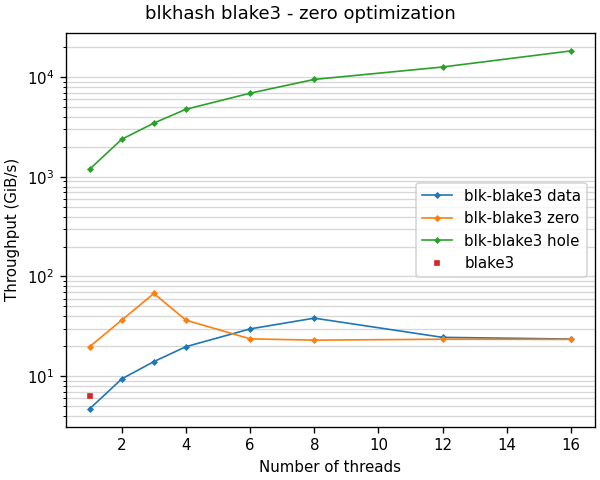 blkhash blake3 - zero optimization
Throughput (GiB/s)
10⁴
10³
10²
10¹
blk-blake3 data
blk-blake3 zero
blk-blake3 hole
blake3
2 4 6 8 10 12 14 16
Number of threads